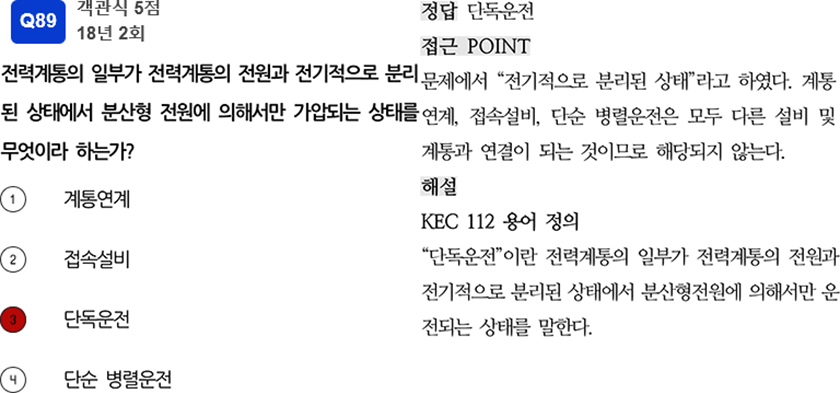 Q89
객관식 5점
18년 2회
전력계통의 일부가 전력계통의 전원과 전기적으로 분리
된 상태에서 분산형 전원에 의해서만 가압되는 상태를
무엇이라 하는가?
1 계통연계
2 접속설비
3 단독운전
4 단순 병렬운전
정답 단독운전
접근 POINT
문제에서 “전기적으로 분리된 상태”라고 하였다. 계통
연계, 접속설비, 단순 병렬운전은 모두 다른 설비 및
계통과 연결이 되는 것이므로 해당되지 않는다.
해설
KEC 112 용어 정의
“단독운전”이란 전력계통의 일부가 전력계통의 전원과
전기적으로 분리된 상태에서 분산형전원에 의해서만 운
전되는 상태를 말한다.